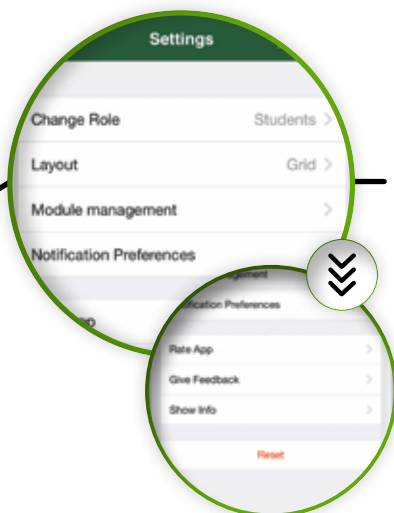 Settings
Change Role Students
Layout Grid
Module management
Notification Preferences
Notification Preferences
Rate App
Give Feedback
Show Info
Reset